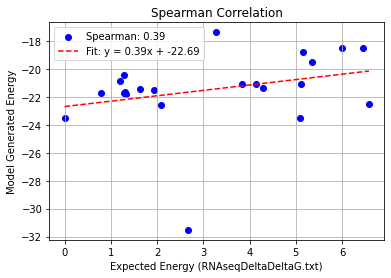 Spearman Correlation
Spearman: 0.39
Fit: y = 0.39x + -22.69
Model Generated Energy
−18
−20
−22
−24
−26
−28
−30
−32
0 1 2 3 4 5 6
Expected Energy (RNAseqDeltaDeltaG.txt)